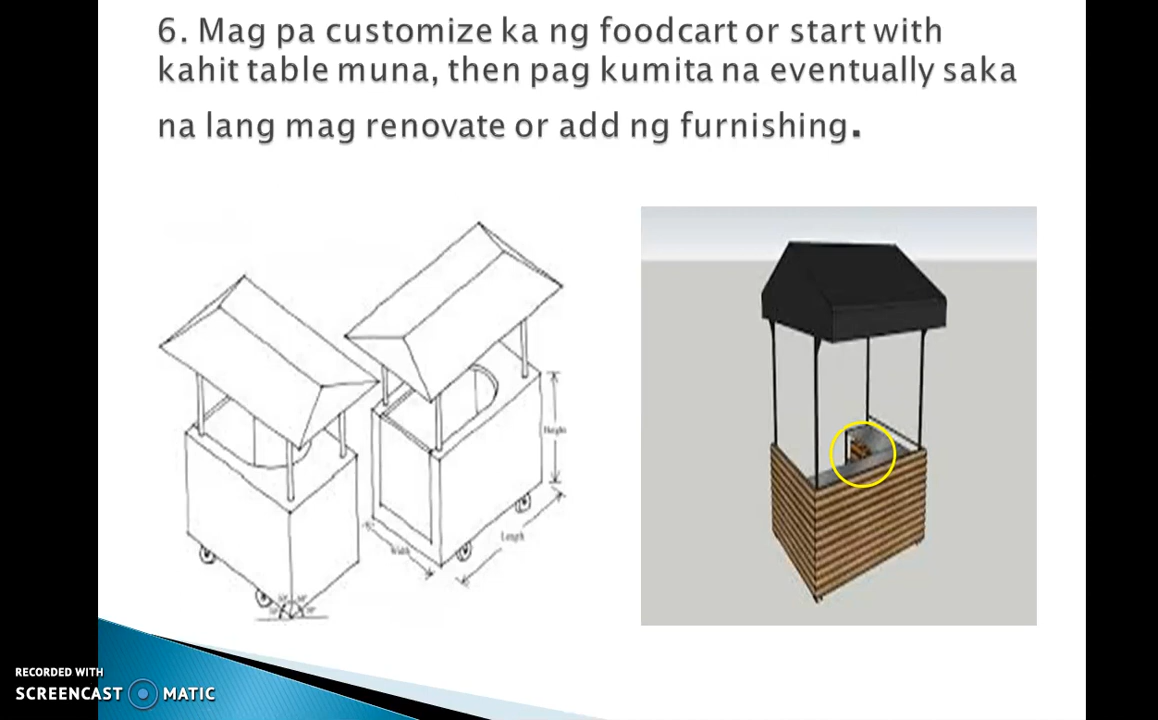 6. Mag pa customize ka ng foodcart or start with
kahit table muna, then pag kumita na eventually saka
na lang mag renovate or add ng furnishing.
Height
Width
Length
RECORDED WITH
SCREENCAST MATIC